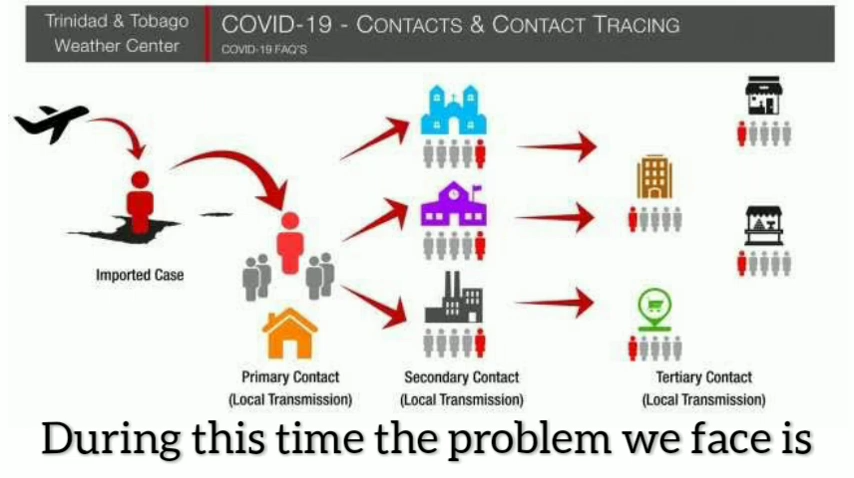 Trinidad & Tobago
Weather Center
COVID-19 - CONTACTS & CONTACT TRACING
COVID-19 FAQ'S
Imported Case
Primary Contact
(Local Transmission)
Secondary Contact
(Local Transmission)
Tertiary Contact
(Local Transmission)
During this time the problem we face is